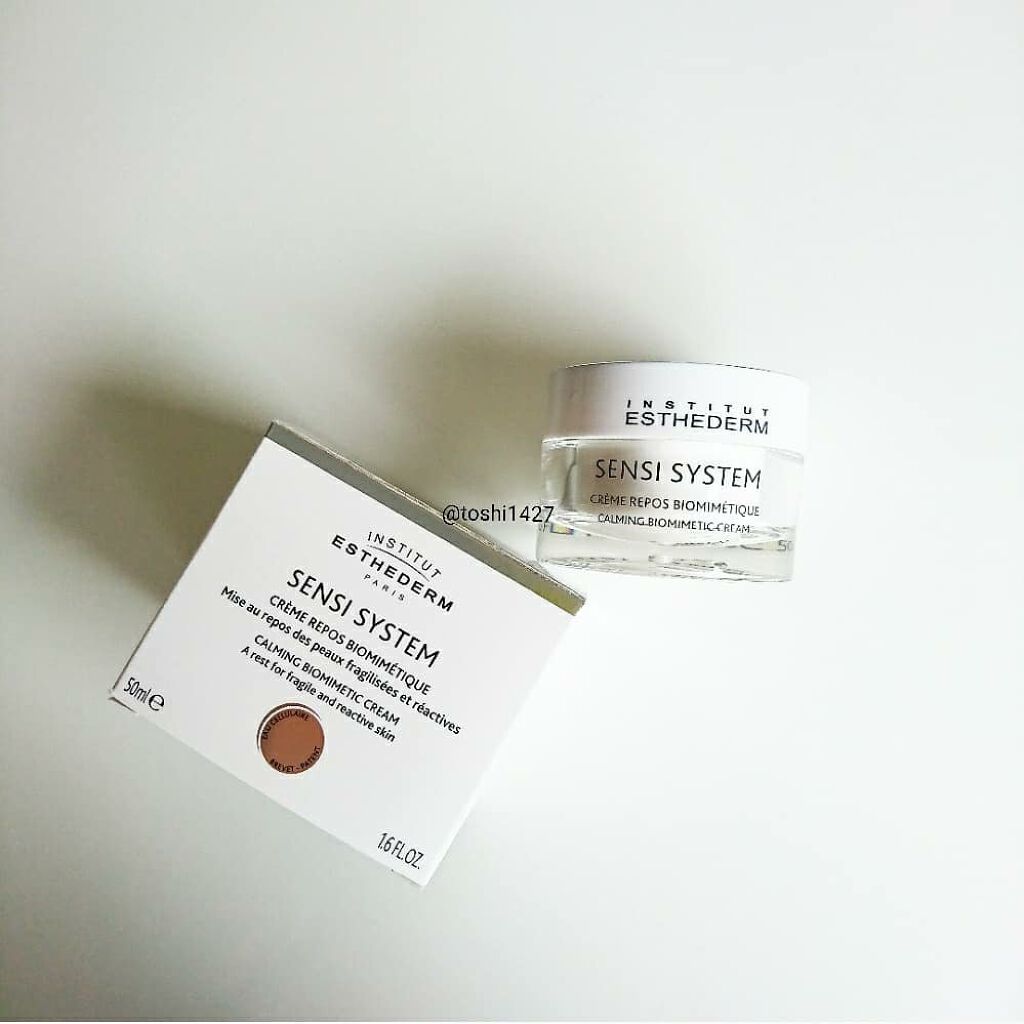 INSTITUT
ESTHEDERM
SENSI SYSTEM
CRÈME REPOS BIOMIMÉTIQUE
CALMING BIOMIMETIC CREAM
@toshi1427
INSTITUT
ESTHEDERM
PARIS
SENSI SYSTEM
CRÈME REPOS BIOMIMÉTIQUE
Mise au repos des peaux fragilisées et réactives
CALMING BIOMIMETIC CREAM
A rest for fragile and reactive skin
50ml e
EAU CELLULAIRE
BREVET - PATENT
1.6 FL.OZ.